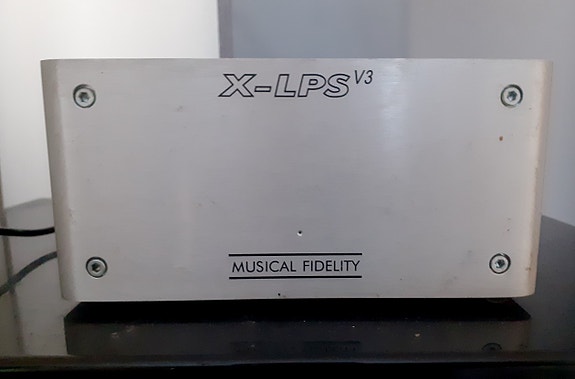 X-LPS V3
MUSICAL FIDELITY